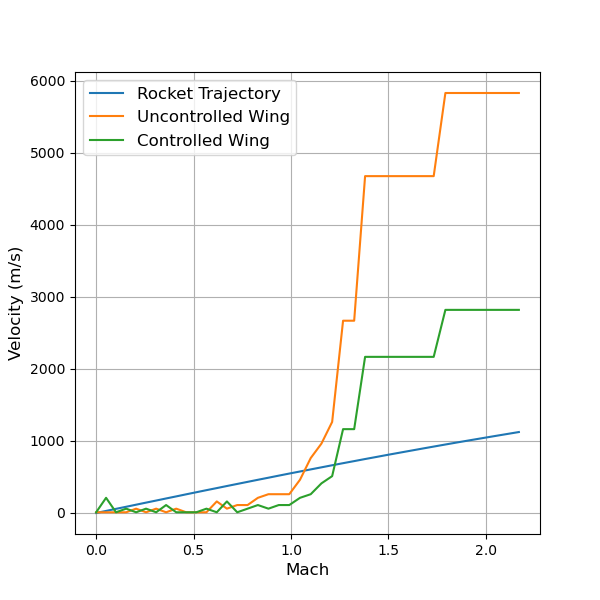 Rocket Trajectory
Uncontrolled Wing
Controlled Wing
6000
5000
4000
3000
2000
1000
0
Velocity (m/s)
0.0 0.5 1.0 1.5 2.0
Mach